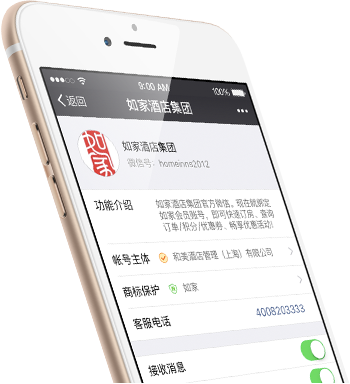 9:00 AM
100%
返回
如家酒店集团
如家
如家酒店集团
微信号: homeinns2012
功能介绍
如家酒店集团官方微信。现在就绑定
如家会员账号,即可快速订房、查询
订单/积分/优惠券、畅享优惠活动!
帐号主体
和美酒店管理(上海)有限公司
商标保护
如家
客服电话
4008203333
接收消息